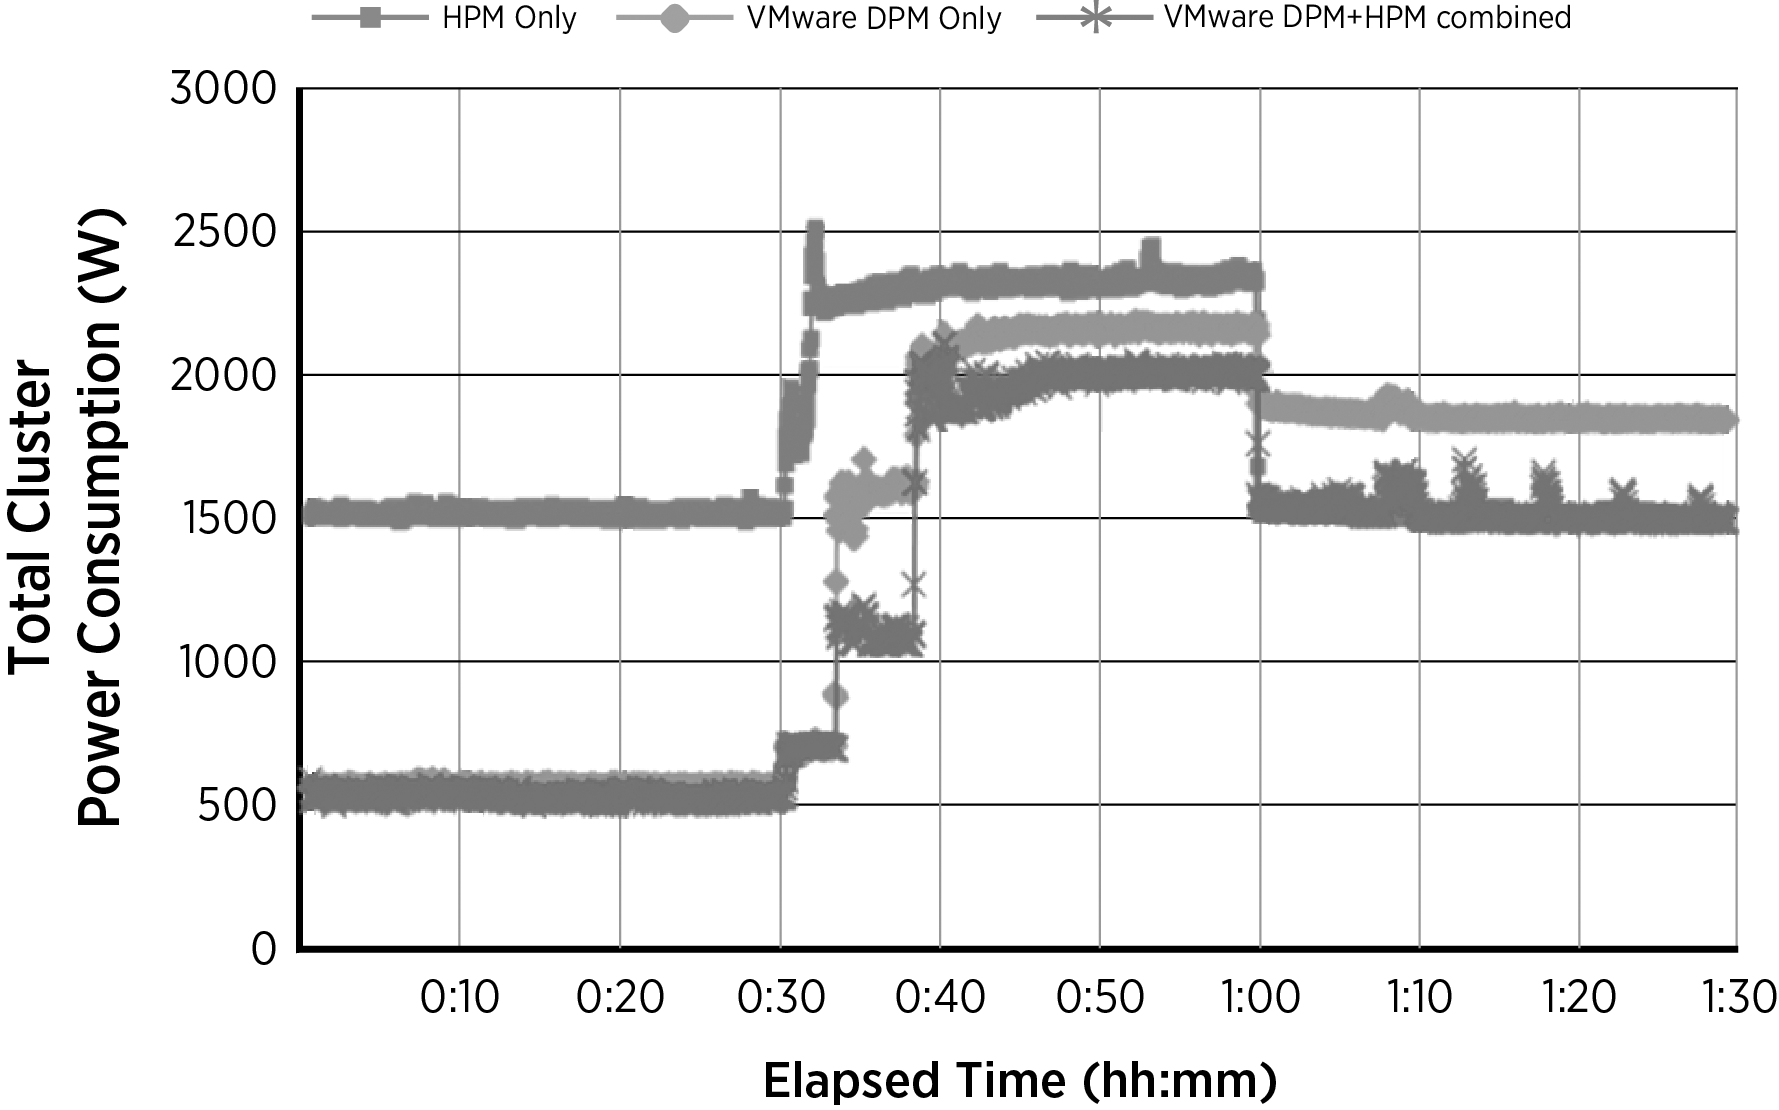 HPM Only VMware DPM Only VMware DPM+HPM combined
Total Cluster
Power Consumption (W)
3000
2500
2000
1500
1000
500
0
0:10 0:20 0:30 0:40 0:50 1:00 1:10 1:20 1:30
Elapsed Time (hh:mm)